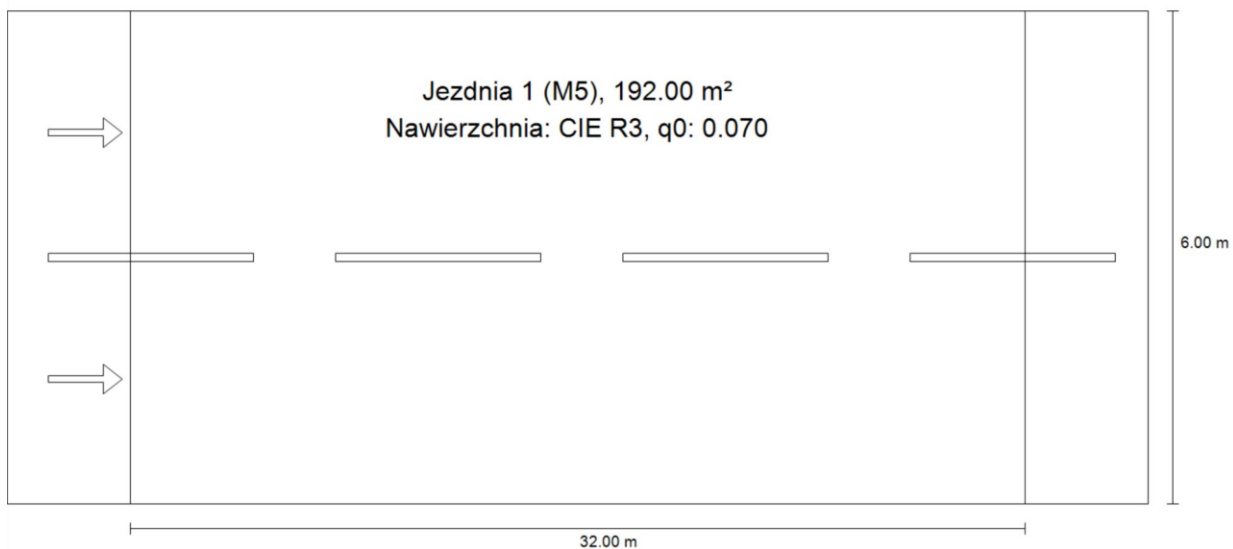 Jezdnia 1 (M5), 192.00 m²
Nawierzchnia: CIE R3, q0: 0.070
6.00 m
32.00 m